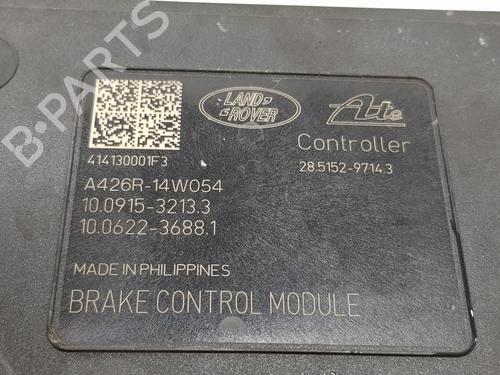 LAND-
ROVER
Ate
Controller
414130001F3
28.5152-9714.3
A426R-14W054
10.0915-3213.3
10.0622-3688.1
MADE IN PHILIPPINES
BRAKE CONTROL MODULE
B-PARTS